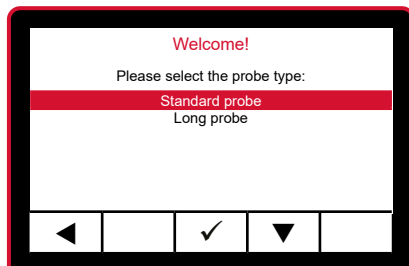 Welcome!
Please select the probe type:
Standard probe
Long probe